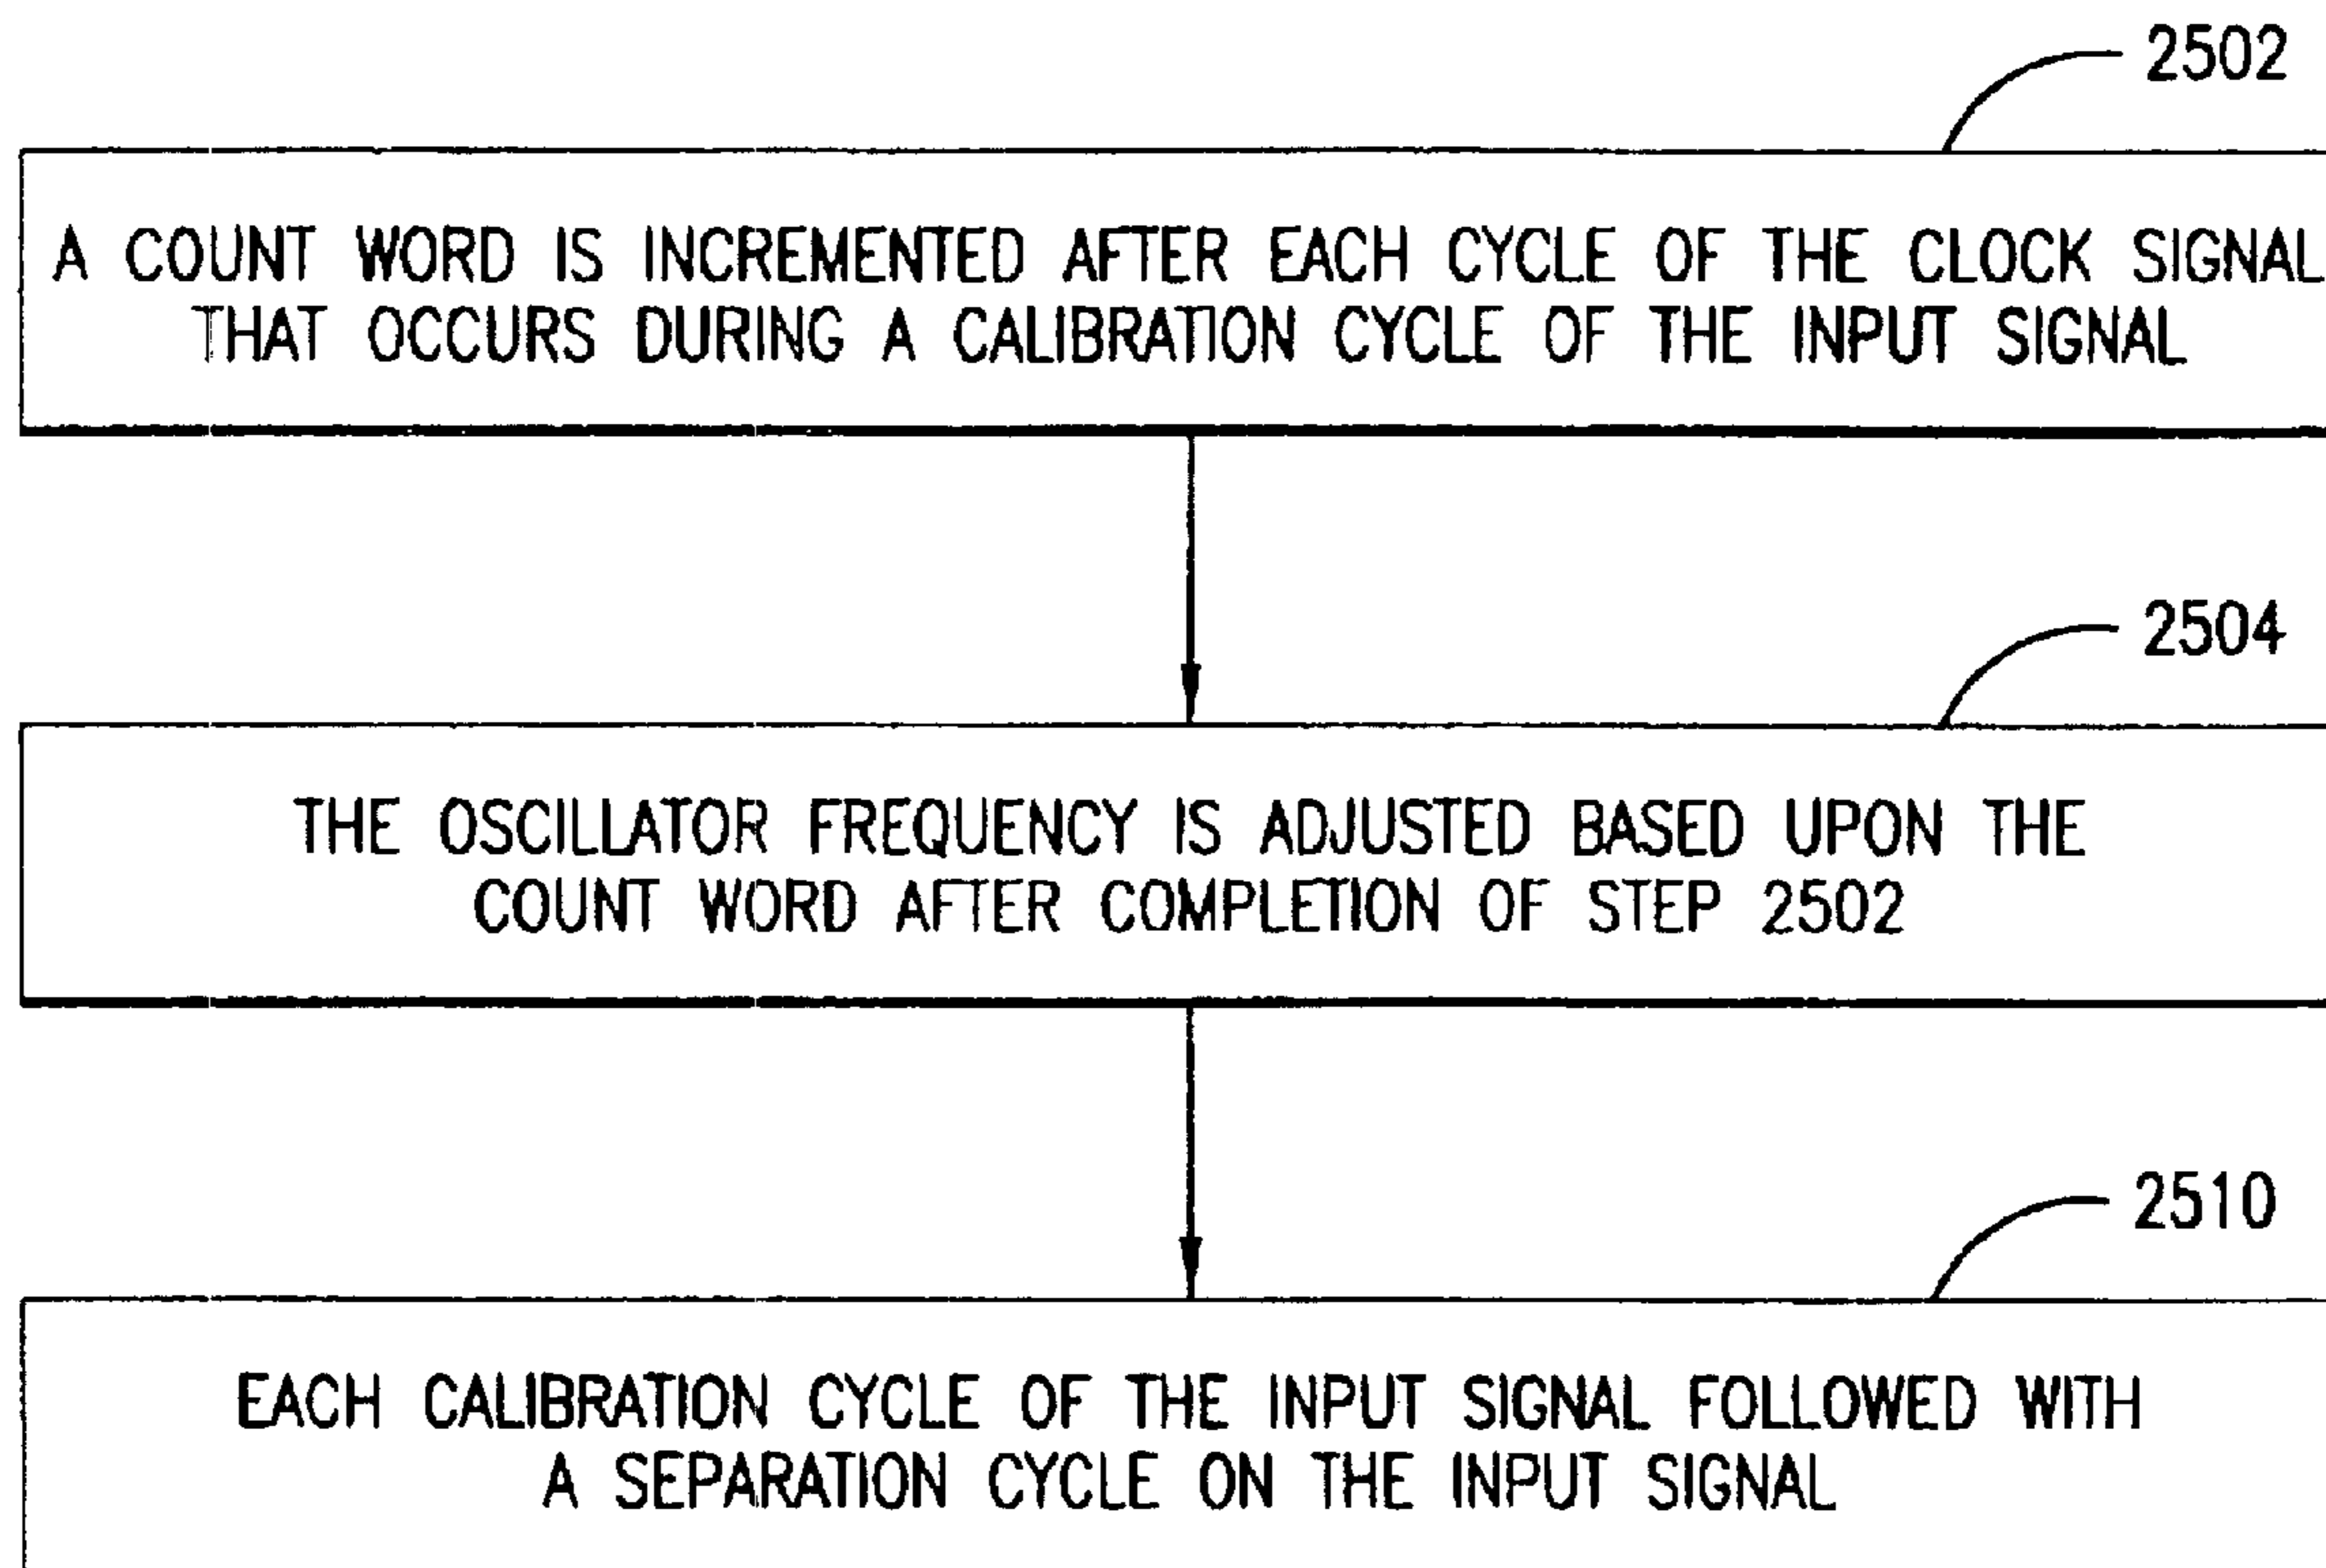 2502
A COUNT WORD IS INCREMENTED AFTER EACH CYCLE OF THE CLOCK SIGNAL
THAT OCCURS DURING A CALIBRATION CYCLE OF THE INPUT SIGNAL
2504
THE OSCILLATOR FREQUENCY IS ADJUSTED BASED UPON THE
COUNT WORD AFTER COMPLETION OF STEP 2502
2510
EACH CALIBRATION CYCLE OF THE INPUT SIGNAL FOLLOWED WITH
A SEPARATION CYCLE ON THE INPUT SIGNAL